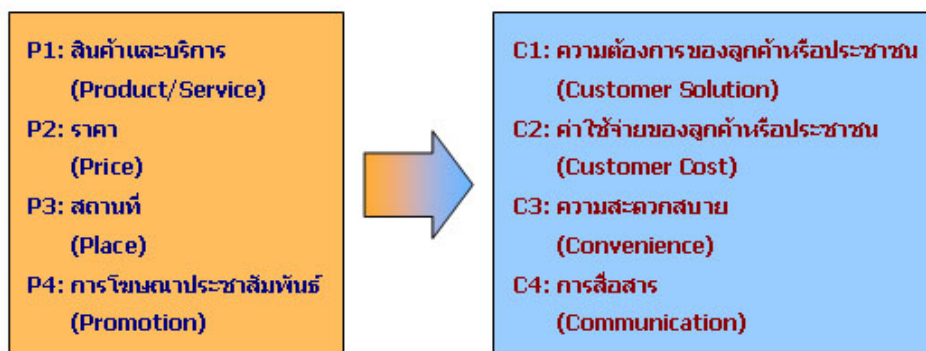 P1: สินค้าและบริการ
(Product/Service)
P2: ราคา
(Price)
P3: สถานที่
(Place)
P4: การโฆษณาประชาสัมพันธ์
(Promotion)
C1: ความต้องการของลูกค้าหรือประชาชน
(Customer Solution)
C2: ค่าใช้จ่ายของลูกค้าหรือประชาชน
(Customer Cost)
C3: ความสะดวกสบาย
(Convenience)
C4: การสื่อสาร
(Communication)